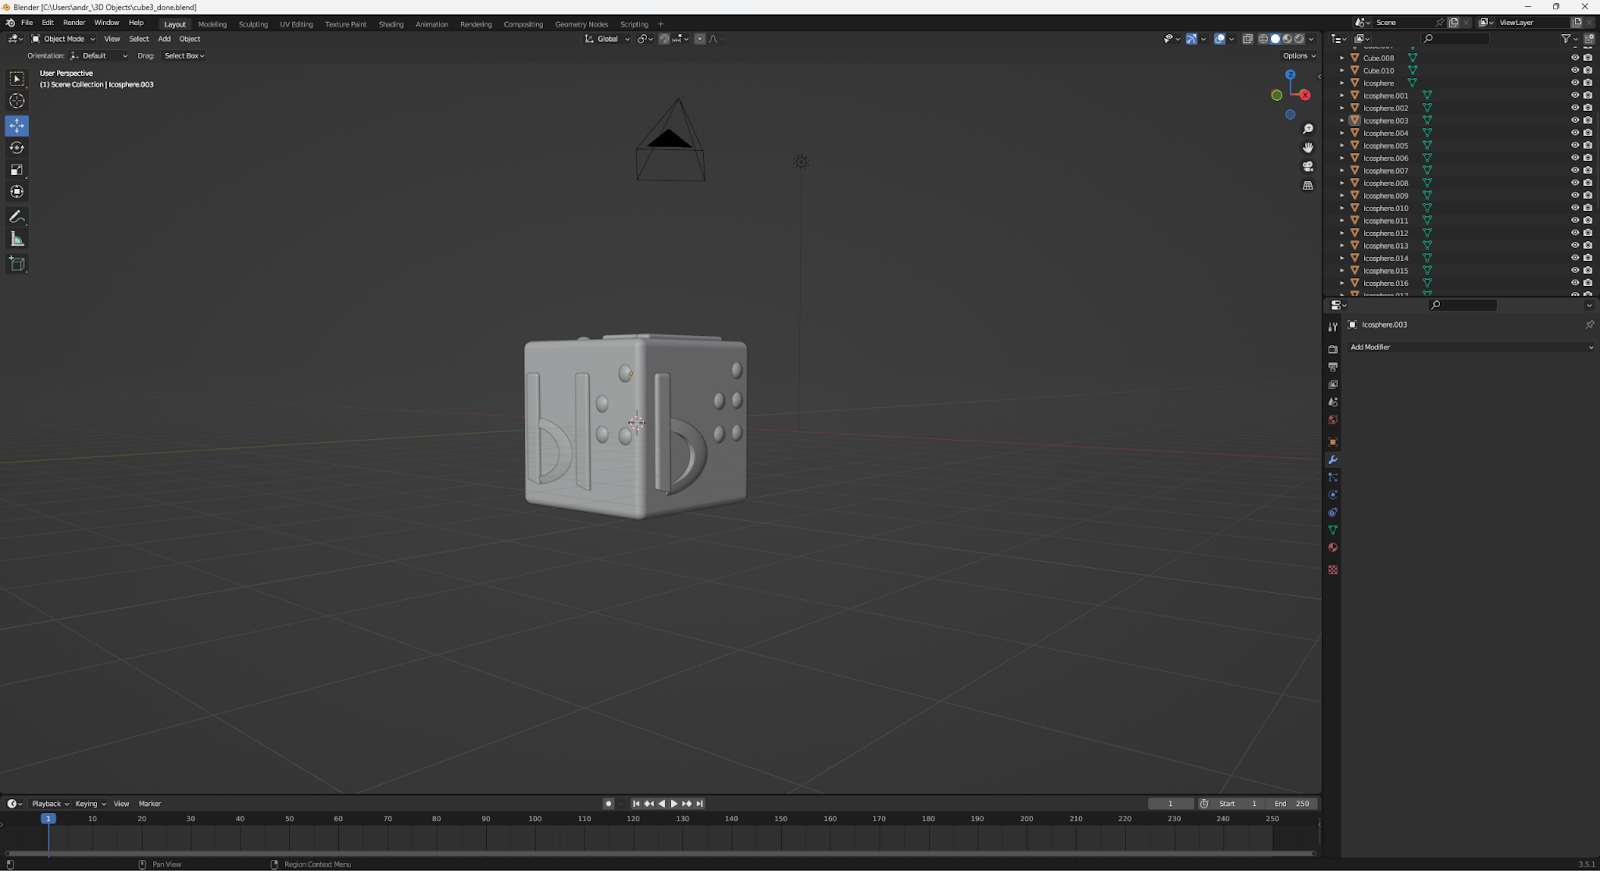 Blender [C:\Users\andr_\3D Objects\cube3_done.blend]
File Edit Render Window Help Layout Modeling Sculpting UV Editing Texture Paint Shading Animation Rendering Compositing Geometry Nodes Scripting + Scene ViewLayer
Object Mode View Select Add Object Global
Orientation: Default Drag: Select Box Options
User Perspective
(1) Scene Collection | Icosphere.003
Z
X
ыь
ь
Cube.008
Cube.010
Icosphere
Icosphere.001
Icosphere.002
Icosphere.003
Icosphere.004
Icosphere.005
Icosphere.006
Icosphere.007
Icosphere.008
Icosphere.009
Icosphere.010
Icosphere.011
Icosphere.012
Icosphere.013
Icosphere.014
Icosphere.015
Icosphere.016
Icosphere.003
Add Modifier
Playback Keying View Marker 1 Start 1 End 250
1 10 20 30 40 50 60 70 80 90 100 110 120 130 140 150 160 170 180 190 200 210 220 230 240 250
Pan View Region Context Menu 3.5.1